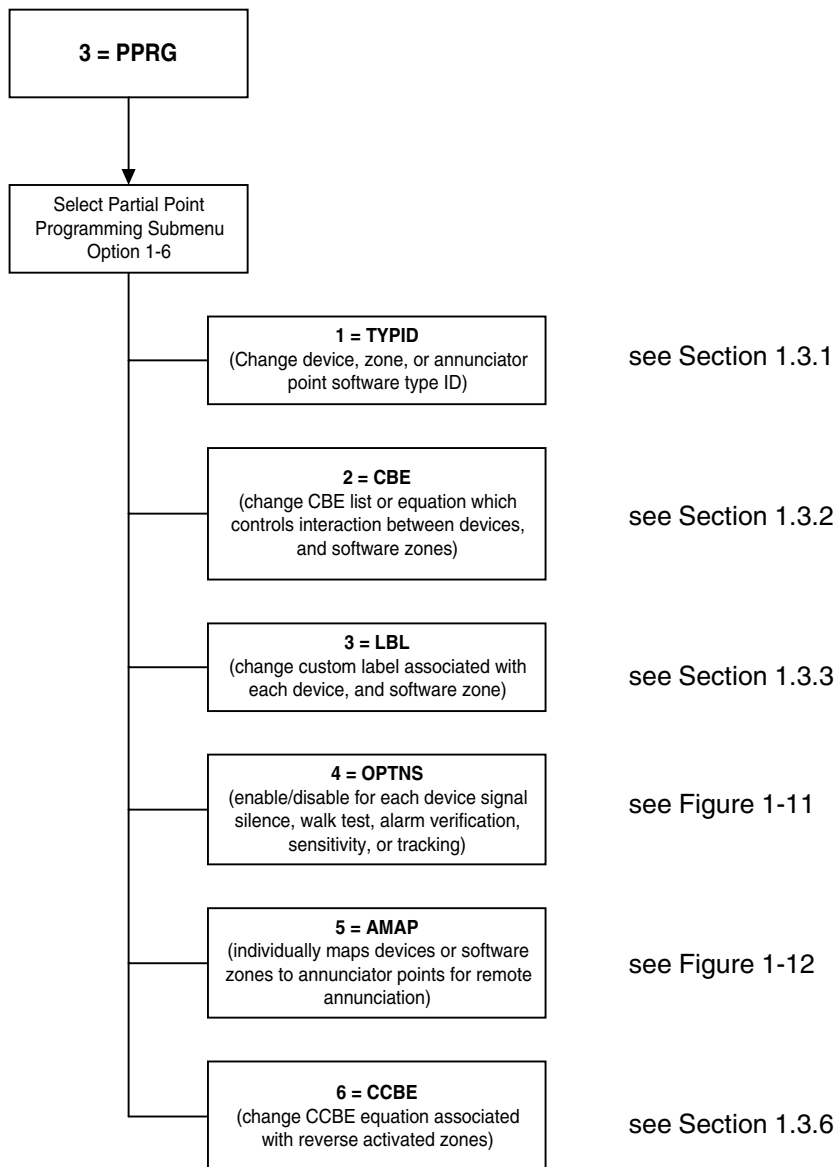 3 = PPRG
Select Partial Point
Programming Submenu
Option 1-6
1 = TYPID
(Change device, zone, or annunciator
point software type ID)
see Section 1.3.1
2 = CBE
(change CBE list or equation which
controls interaction between devices,
and software zones)
see Section 1.3.2
3 = LBL
(change custom label associated with
each device, and software zone)
see Section 1.3.3
4 = OPTNS
(enable/disable for each device signal
silence, walk test, alarm verification,
sensitivity, or tracking)
see Figure 1-11
5 = AMAP
(individually maps devices or software
zones to annunciator points for remote
annunciation)
see Figure 1-12
6 = CCBE
(change CCBE equation associated
with reverse activated zones)
see Section 1.3.6